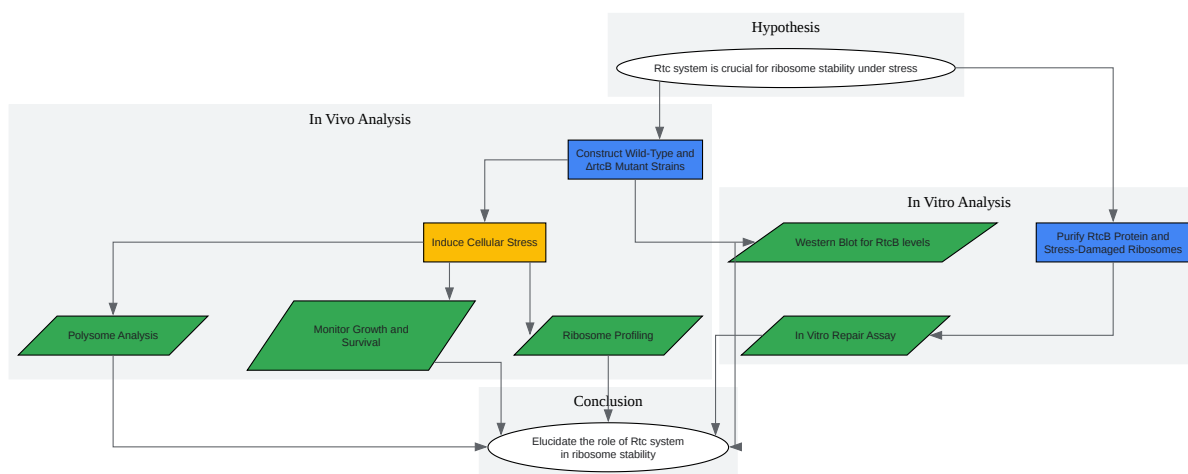 Hypothesis
Rtc system is crucial for ribosome stability under stress
In Vivo Analysis
Construct Wild-Type and
ΔrtcB Mutant Strains
In Vitro Analysis
Induce Cellular Stress
Western Blot for RtcB levels
Purify RtcB Protein and
Stress-Damaged Ribosomes
Polysome Analysis
Monitor Growth and
Survival
Ribosome Profiling
In Vitro Repair Assay
Conclusion
Elucidate the role of Rtc system
in ribosome stability